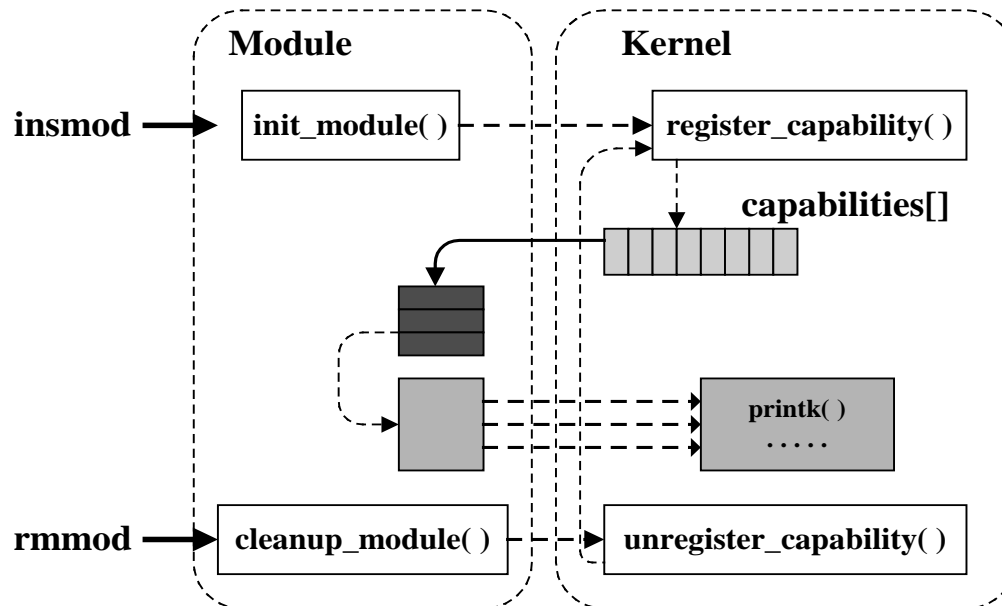 Module
Kernel
insmod
init_module( )
register_capability( )
capabilities[]
printk( )
. . . . .
rmmod
cleanup_module( )
unregister_capability( )